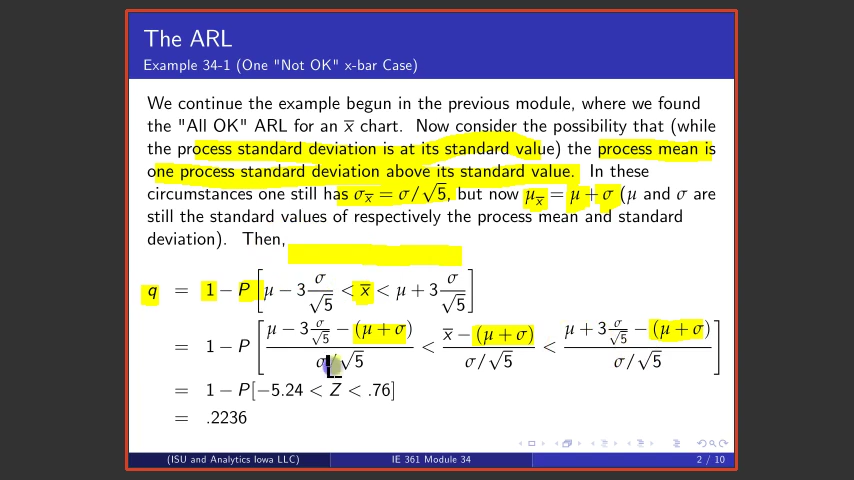 The ARL
Example 34-1 (One "Not OK" x-bar Case)
We continue the example begun in the previous module, where we found
the "All OK" ARL for an x̅ chart. Now consider the possibility that (while
the process standard deviation is at its standard value) the process mean is
one process standard deviation above its standard value. In these
circumstances one still has σx̅ = σ/√5, but now μx̅ = μ + σ (μ and σ are
still the standard values of respectively the process mean and standard
deviation). Then,
q = 1 − P [ μ − 3 σ/√5 < x̅ < μ + 3 σ/√5 ]
= 1 − P [ (μ − 3 σ/√5 − (μ + σ)) / (σ/√5) < (x̅ − (μ + σ)) / (σ/√5) < (μ + 3 σ/√5 − (μ + σ)) / (σ/√5) ]
= 1 − P[−5.24 < Z < .76]
= .2236
(ISU and Analytics Iowa LLC) IE 361 Module 34 2 / 10